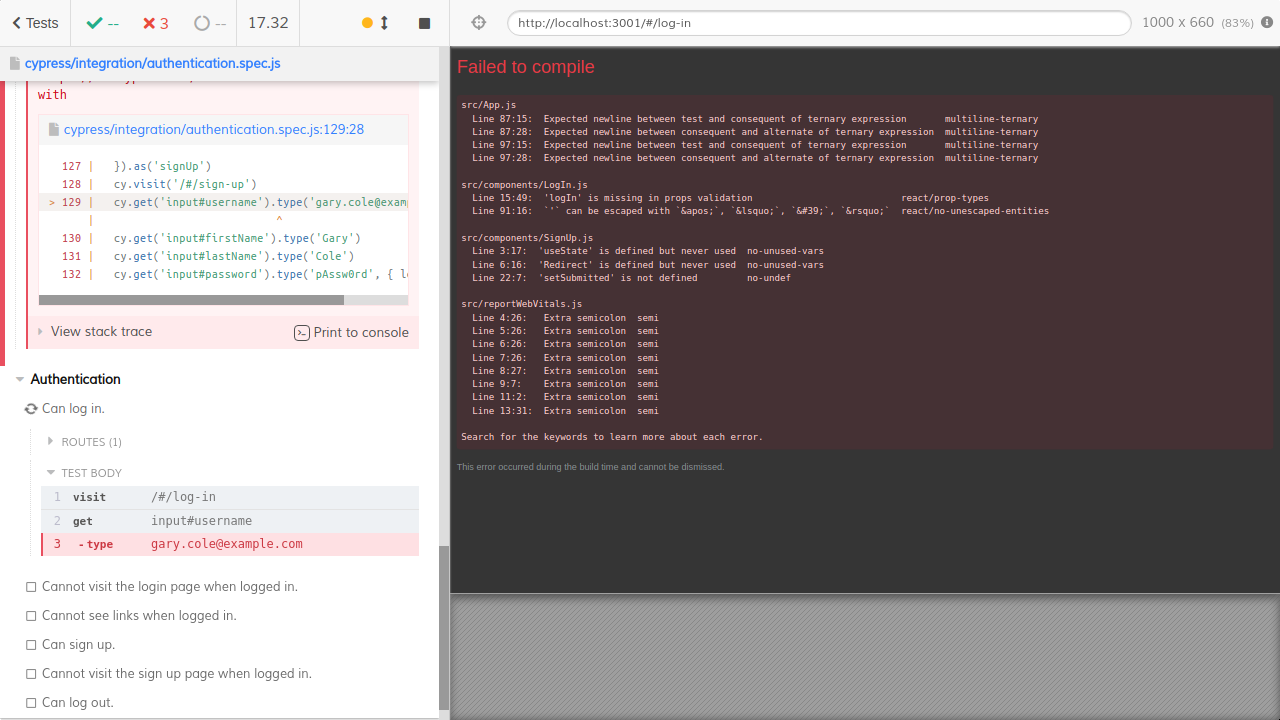 Tests
--
3
--
17.32
http://localhost:3001/#/log-in
1000 x 660 (83%)
cypress/integration/authentication.spec.js
with
cypress/integration/authentication.spec.js:129:28
127 |   }).as('signUp')
128 |   cy.visit('/#/sign-up')
> 129 |   cy.get('input#username').type('gary.cole@exam
|                         ^
130 |   cy.get('input#firstName').type('Gary')
131 |   cy.get('input#lastName').type('Cole')
132 |   cy.get('input#password').type('pAssw0rd', { lo
View stack trace
Print to console
Authentication
Can log in.
ROUTES (1)
TEST BODY
1 visit /#/log-in
2 get input#username
3 -type gary.cole@example.com
Cannot visit the login page when logged in.
Cannot see links when logged in.
Can sign up.
Cannot visit the sign up page when logged in.
Can log out.
Failed to compile
src/App.js
Line 87:15:  Expected newline between test and consequent of ternary expression       multiline-ternary
Line 87:28:  Expected newline between consequent and alternate of ternary expression  multiline-ternary
Line 97:15:  Expected newline between test and consequent of ternary expression       multiline-ternary
Line 97:28:  Expected newline between consequent and alternate of ternary expression  multiline-ternary
src/components/LogIn.js
Line 15:49:  'logIn' is missing in props validation                           react/prop-types
Line 91:16:  `'` can be escaped with `&apos;`, `&lsquo;`, `&#39;`, `&rsquo;`  react/no-unescaped-entities
src/components/SignUp.js
Line 3:17:  'useState' is defined but never used  no-unused-vars
Line 6:16:  'Redirect' is defined but never used  no-unused-vars
Line 22:7:  'setSubmitted' is not defined         no-undef
src/reportWebVitals.js
Line 4:26:   Extra semicolon  semi
Line 5:26:   Extra semicolon  semi
Line 6:26:   Extra semicolon  semi
Line 7:26:   Extra semicolon  semi
Line 8:27:   Extra semicolon  semi
Line 9:7:    Extra semicolon  semi
Line 11:2:   Extra semicolon  semi
Line 13:31:  Extra semicolon  semi
Search for the keywords to learn more about each error.
This error occurred during the build time and cannot be dismissed.